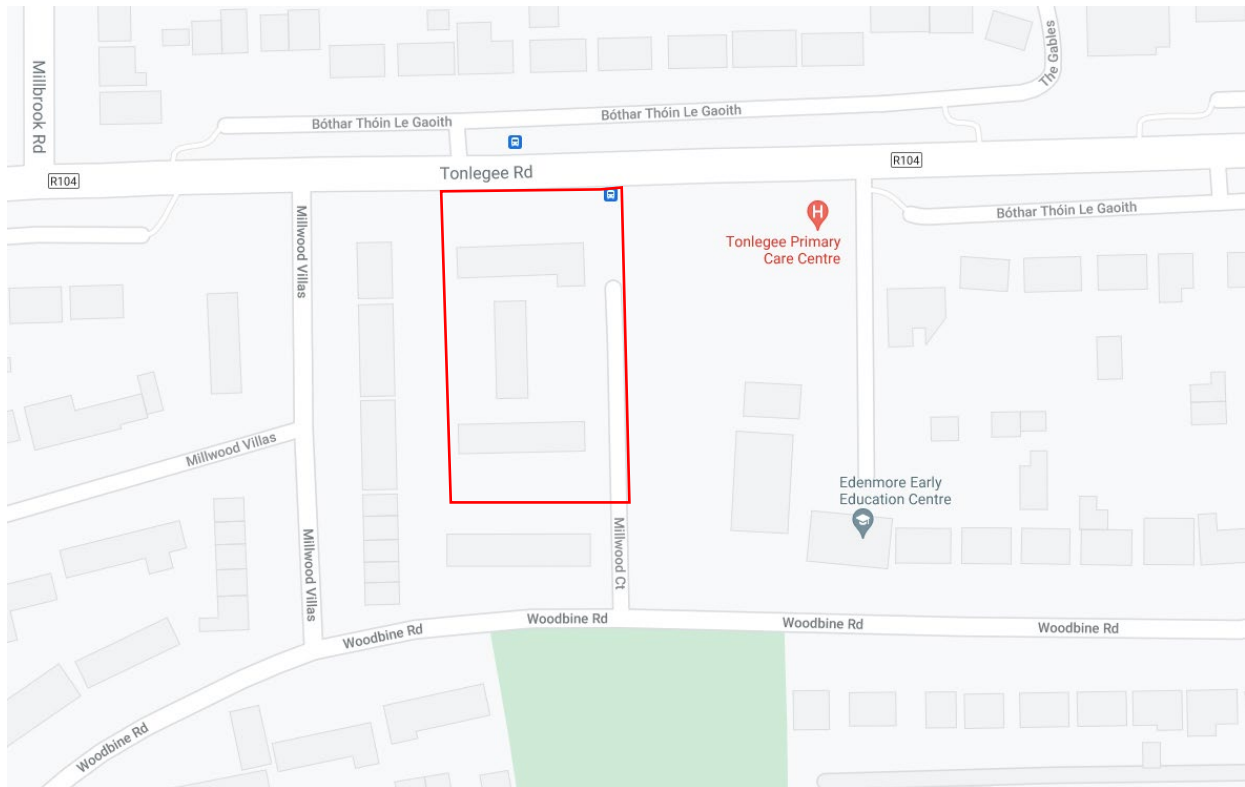 Millbrook Rd
The Gables
Bóthar Thóin Le Gaoith
Bóthar Thóin Le Gaoith
R104
Tonlegee Rd
R104
Millwood Villas
H
Tonlegee Primary
Care Centre
Bóthar Thóin Le Gaoith
Millwood Villas
Edenmore Early
Education Centre
Millwood Villas
Millwood Ct
Woodbine Rd
Woodbine Rd
Woodbine Rd
Woodbine Rd
Woodbine Rd